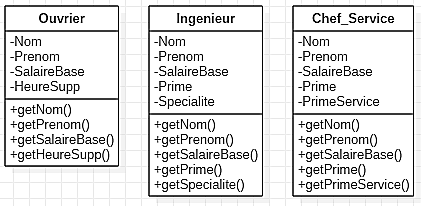 Ouvrier
-Nom
-Prenom
-SalaireBase
-HeureSupp
+getNom()
+getPrenom()
+getSalaireBase()
+getHeureSupp()
Ingenieur
-Nom
-Prenom
-SalaireBase
-Prime
-Specialite
+getNom()
+getPrenom()
+getSalaireBase()
+getPrime()
+getSpecialite()
Chef_Service
-Nom
-Prenom
-SalaireBase
-Prime
-PrimeService
+getNom()
+getPrenom()
+getSalaireBase()
+getPrime()
+getPrimeService()